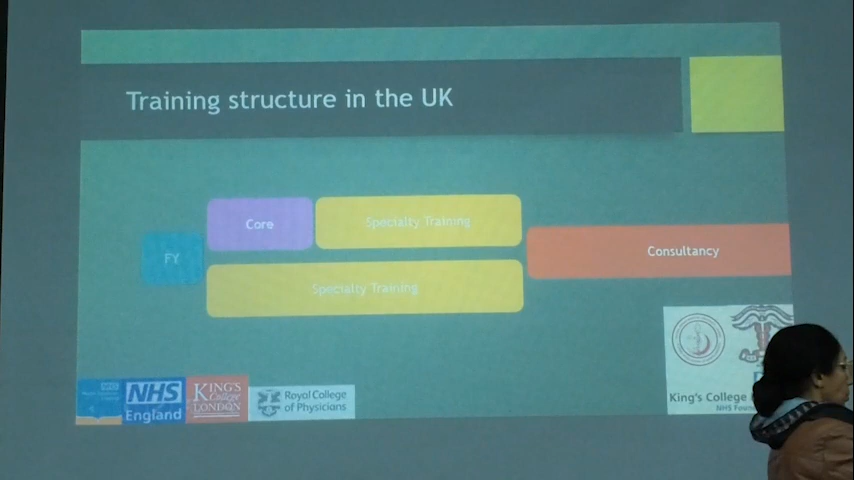 Training structure in the UK
Core
Specialty Training
FY
Consultancy
Specialty Training
NHS
England
KING'S
College
LONDON
Royal College
of Physicians
King's College
NHS